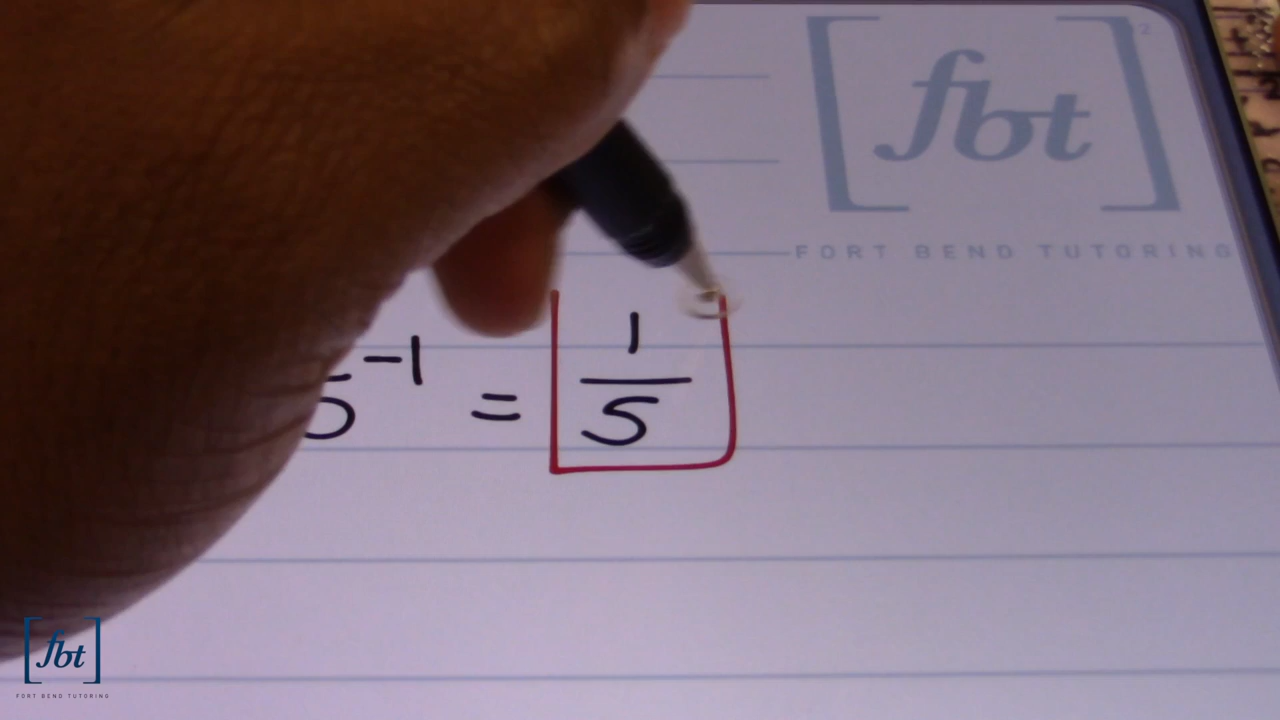 fbt
FORT BEND TUTORING
5⁻¹ = 1/5
fbt
FORT BEND TUTORING